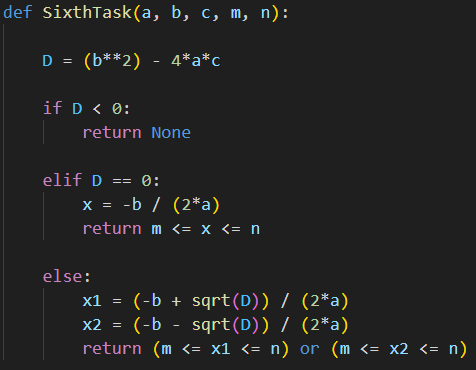 def SixthTask(a, b, c, m, n):
D = (b**2) - 4*a*c
if D < 0:
return None
elif D == 0:
x = -b / (2*a)
return m <= x <= n
else:
x1 = (-b + sqrt(D)) / (2*a)
x2 = (-b - sqrt(D)) / (2*a)
return (m <= x1 <= n) or (m <= x2 <= n)